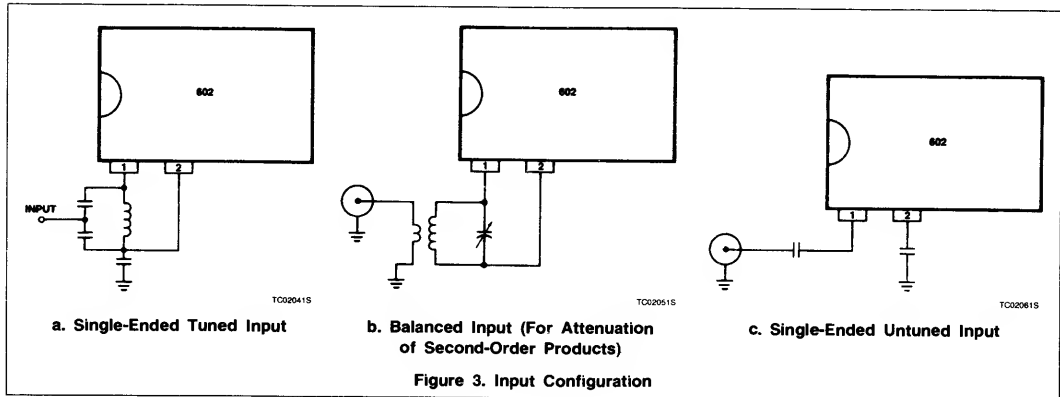 602
1 2
INPUT
TC02041S
a. Single-Ended Tuned Input
602
1 2
TC02051S
b. Balanced Input (For Attenuation
of Second-Order Products)
602
1 2
TC02061S
c. Single-Ended Untuned Input
Figure 3. Input Configuration